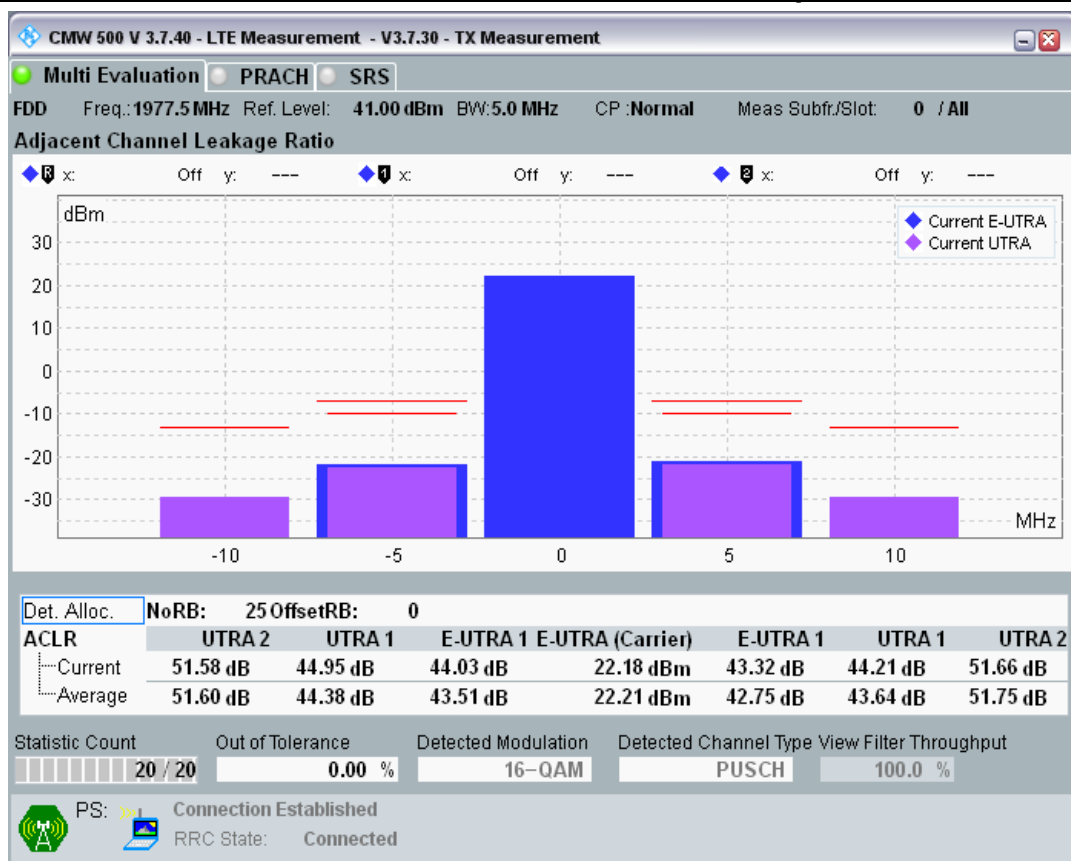 CMW 500 V 3.7.40 - LTE Measurement - V3.7.30 - TX Measurement
Multi Evaluation PRACH SRS
FDD Freq.: 1977.5 MHz Ref. Level: 41.00 dBm BW: 5.0 MHz CP : Normal Meas Subfr./Slot: 0 / All
Adjacent Channel Leakage Ratio
R x: Off y: --- 1 x: Off y: --- 2 x: Off y: ---
dBm
Current E-UTRA
Current UTRA
30
20
10
0
-10
-20
-30
MHz
-10 -5 0 5 10
Det. Alloc. NoRB: 25 OffsetRB: 0
ACLR UTRA 2 UTRA 1 E-UTRA 1 E-UTRA (Carrier) E-UTRA 1 UTRA 1 UTRA 2
Current 51.58 dB 44.95 dB 44.03 dB 22.18 dBm 43.32 dB 44.21 dB 51.66 dB
Average 51.60 dB 44.38 dB 43.51 dB 22.21 dBm 42.75 dB 43.64 dB 51.75 dB
Statistic Count Out of Tolerance Detected Modulation Detected Channel Type View Filter Throughput
20 / 20 0.00 % 16-QAM PUSCH 100.0 %
PS: Connection Established
RRC State: Connected